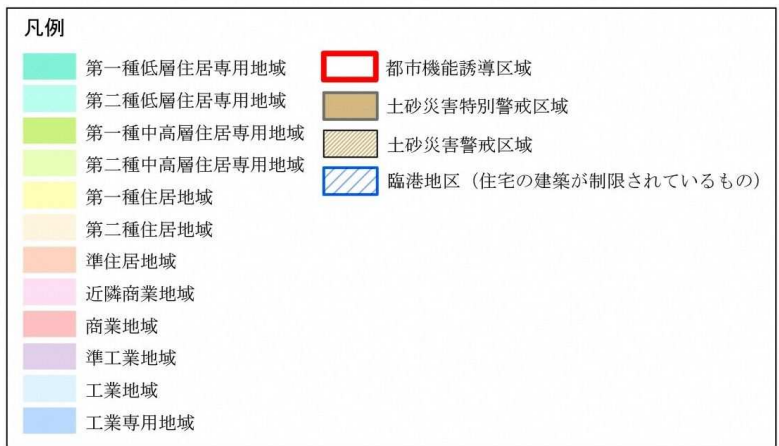 凡例
第一種低層住居専用地域
第二種低層住居専用地域
第一種中高層住居専用地域
第二種中高層住居専用地域
第一種住居地域
第二種住居地域
準住居地域
近隣商業地域
商業地域
準工業地域
工業地域
工業専用地域
都市機能誘導区域
土砂災害特別警戒区域
土砂災害警戒区域
臨港地区（住宅の建築が制限されているもの）